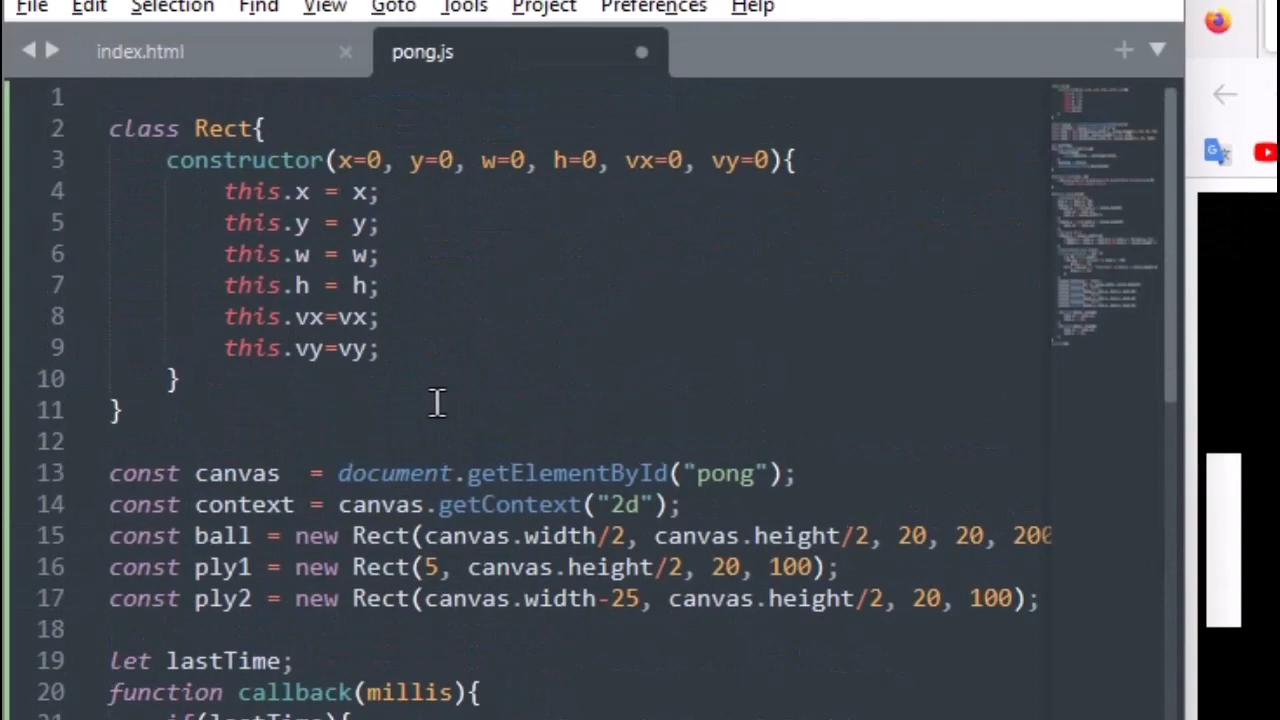 File Edit Selection Find View Goto Tools Project Preferences Help
index.html pong.js
1
2 class Rect{
3 constructor(x=0, y=0, w=0, h=0, vx=0, vy=0){
4 this.x = x;
5 this.y = y;
6 this.w = w;
7 this.h = h;
8 this.vx=vx;
9 this.vy=vy;
10 }
11 }
12
13 const canvas  = document.getElementById("pong");
14 const context = canvas.getContext("2d");
15 const ball = new Rect(canvas.width/2, canvas.height/2, 20, 20, 200
16 const ply1 = new Rect(5, canvas.height/2, 20, 100);
17 const ply2 = new Rect(canvas.width-25, canvas.height/2, 20, 100);
18
19 let lastTime;
20 function callback(millis){
21 if(lastTime){